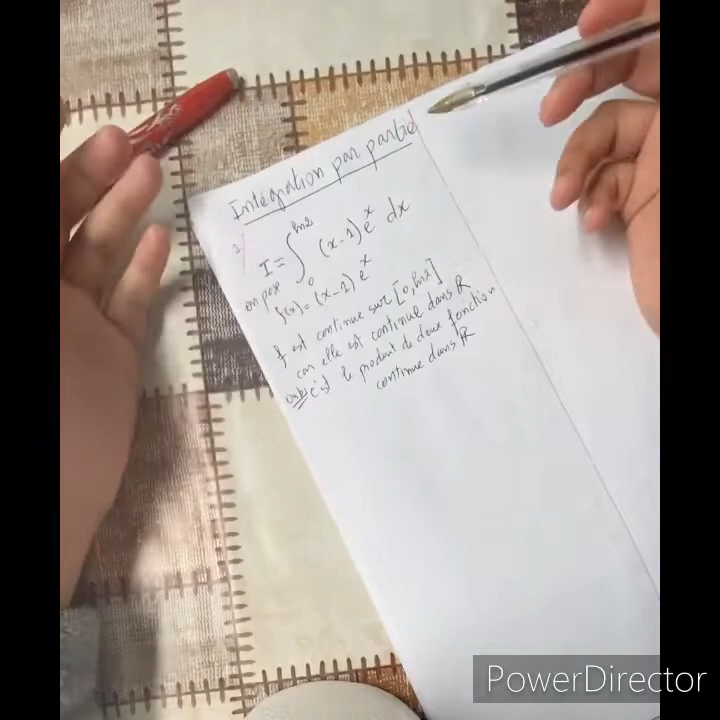 Intégration par partie
1/
I = ∫₀^{ln2} (x-1) eˣ dx
on pose
f(x) = (x-1) eˣ
f est continue sur [0, ln2]
car elle est continue dans ℝ
c'est le produit de deux fonction
continue dans ℝ
PowerDirector